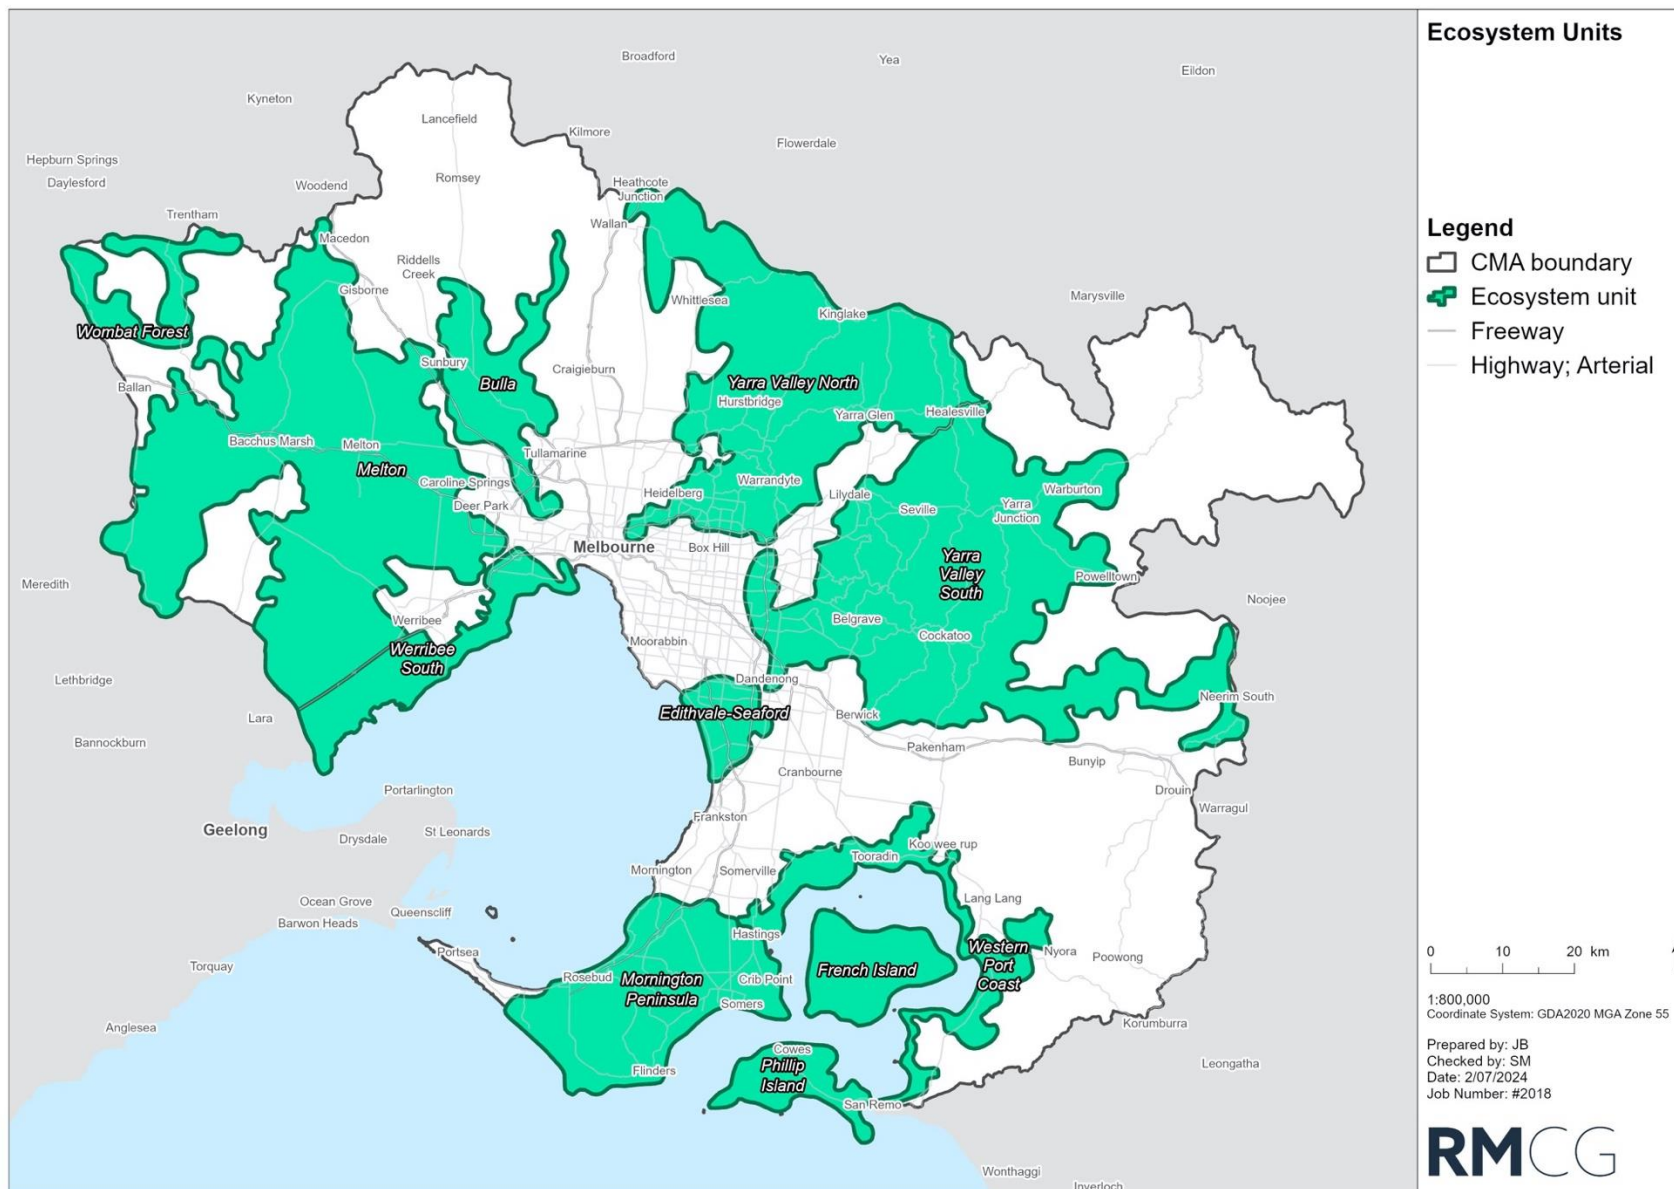 Ecosystem Units
Legend
CMA boundary
Ecosystem unit
Freeway
Highway; Arterial
0 10 20 km
1:800,000
Coordinate System: GDA2020 MGA Zone 55
Prepared by: JB
Checked by: SM
Date: 2/07/2024
Job Number: #2018
RMCG
Broadford
Yea
Eildon
Kyneton
Lancefield
Kilmore
Flowerdale
Hepburn Springs
Daylesford
Woodend
Romsey
Heathcote
Junction
Trentham
Wallan
Macedon
Riddells
Creek
Gisborne
Whittlesea
Marysville
Kinglake
Wombat Forest
Sunbury
Craigieburn
Ballan
Bulla
Yarra Valley North
Hurstbridge
Yarra Glen
Healesville
Bacchus Marsh
Melton
Melton
Tullamarine
Caroline Springs
Deer Park
Heidelberg
Warrandyte
Lilydale
Seville
Yarra
Junction
Warburton
Melbourne
Box Hill
Yarra
Valley
South
Powelltown
Meredith
Noojee
Werribee
Belgrave
Cockatoo
Moorabbin
Werribee
South
Lethbridge
Dandenong
Neerim South
Lara
Edithvale-Seaford
Berwick
Bannockburn
Pakenham
Bunyip
Cranbourne
Portarlington
Drouin
Warragul
Geelong
St Leonards
Drysdale
Frankston
Koo wee rup
Tooradin
Mornington
Somerville
Ocean Grove
Queenscliff
Barwon Heads
Lang Lang
Hastings
Portsea
Western
Port
Coast
Nyora
Poowong
Torquay
Rosebud
Mornington
Peninsula
Crib Point
French Island
Somers
Anglesea
Korumburra
Cowes
Phillip
Island
Flinders
Leongatha
San Remo
Wonthaggi
Inverloch